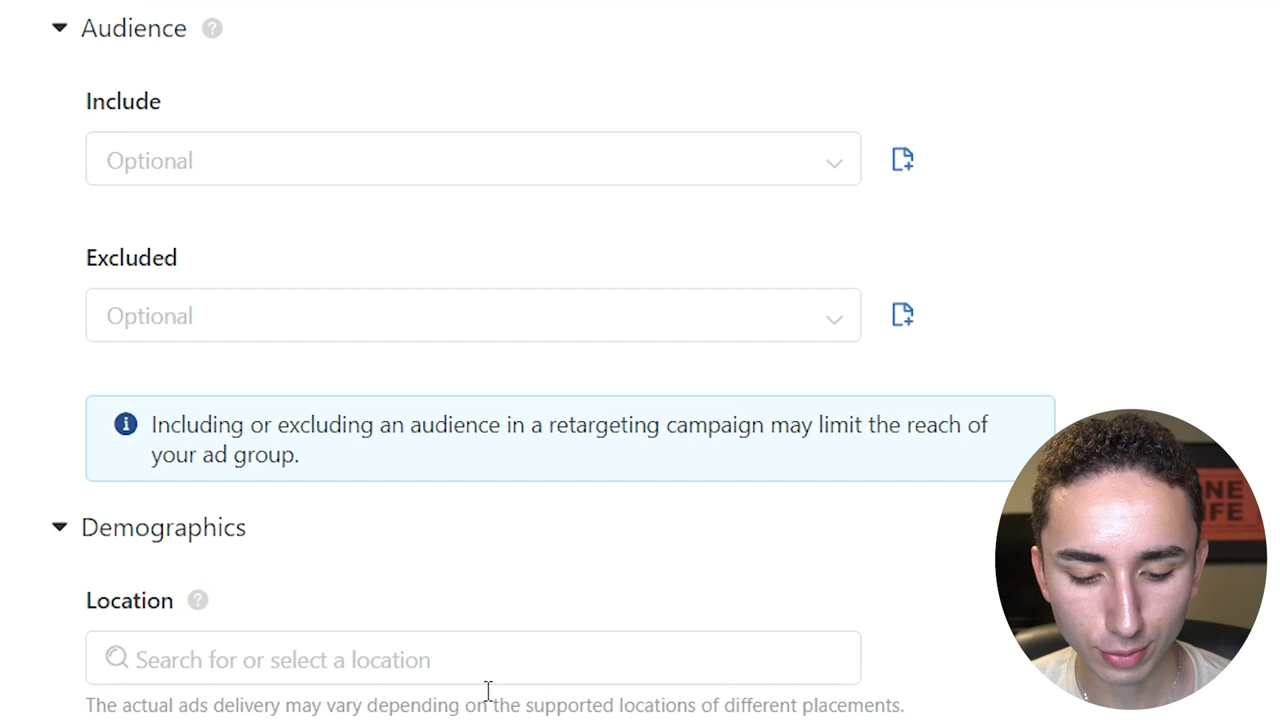 Audience
Include
Optional
Excluded
Optional
Including or excluding an audience in a retargeting campaign may limit the reach of
your ad group.
Demographics
Location
Search for or select a location
The actual ads delivery may vary depending on the supported locations of different placements.